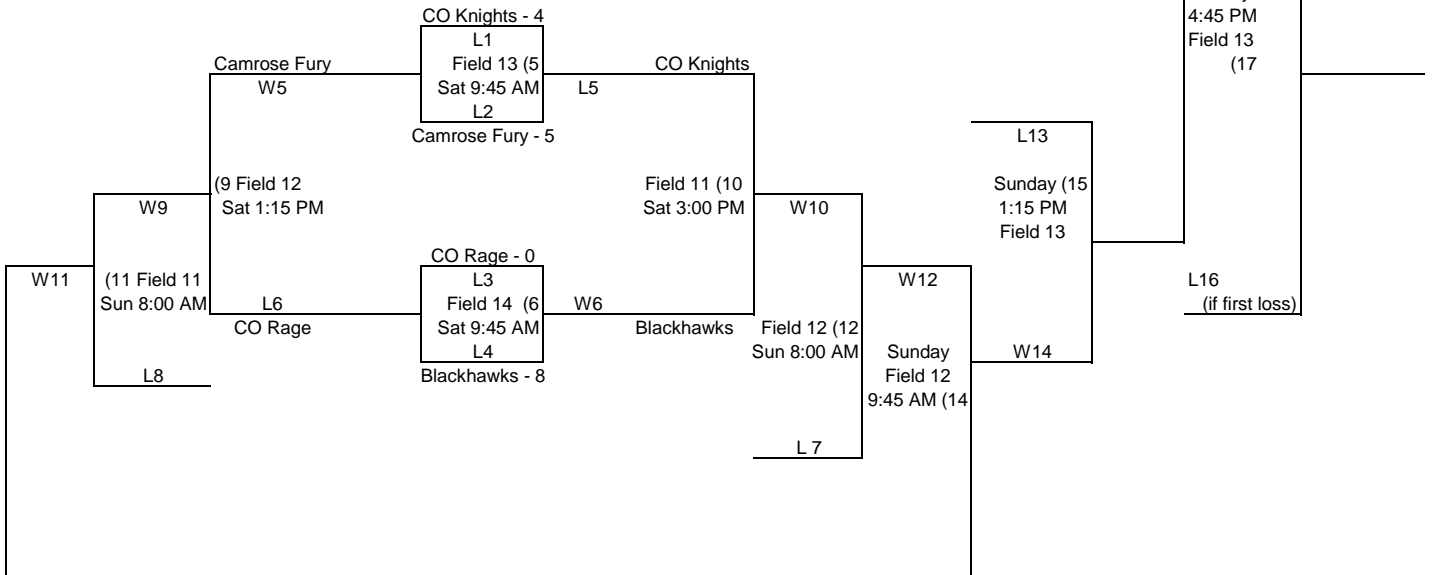 CO Knights - 4
4:45 PM
L1
Field 13
Field 13 (5
Camrose Fury
CO Knights
(17
W5
Sat 9:45 AM
L5
L2
Camrose Fury - 5
L13
(9 Field 12
Field 11 (10
Sunday (15
W9
Sat 1:15 PM
Sat 3:00 PM
W10
1:15 PM
Field 13
CO Rage - 0
W11
(11 Field 11
L3
W12
L16
Sun 8:00 AM
L6
Field 14 (6
W6
(if first loss)
CO Rage
Sat 9:45 AM
Blackhawks
Field 12 (12
L4
Sun 8:00 AM
Sunday
W14
L8
Blackhawks - 8
Field 12
9:45 AM (14
L 7